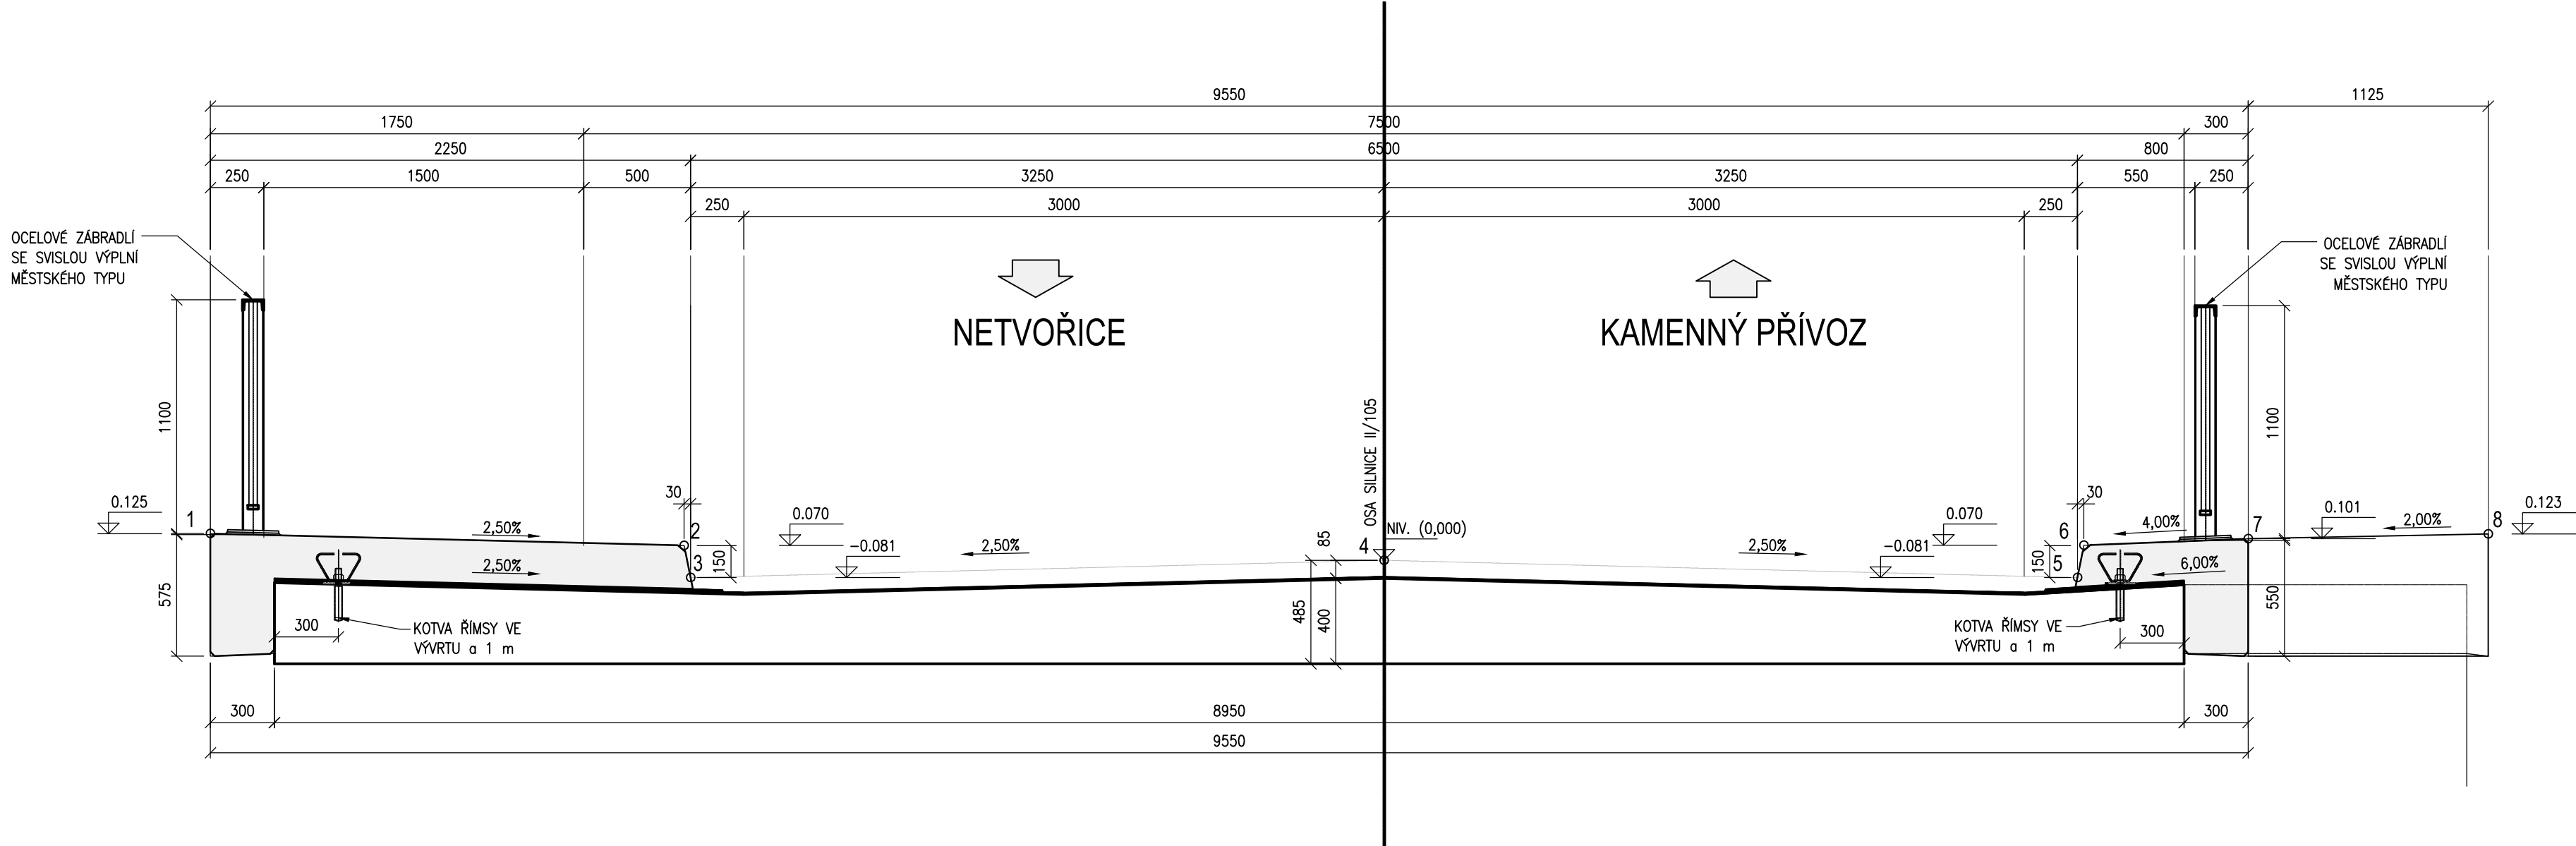 9550 1125
1750 7500 300
2250 6500 800
250 1500 500 3250 3250 550 250
250 3000 3000 250
OCELOVÉ ZÁBRADLÍ
SE SVISLOU VÝPLNÍ
MĚSTSKÉHO TYPU
OCELOVÉ ZÁBRADLÍ
SE SVISLOU VÝPLNÍ
MĚSTSKÉHO TYPU
NETVOŘICE
KAMENNÝ PŘÍVOZ
1100
1100
OSA SILNICE II/105
30
30
0.125
1
2,50%
2
0.070
NIV. (0,000)
0.070
6
4,00%
7
0.101
2,00%
8
0.123
2,50%
3
150
-0.081
2,50%
85
4
2,50%
-0.081
150
5
6,00%
575
485
400
550
300
KOTVA ŘÍMSY VE
VÝVRTU a 1 m
KOTVA ŘÍMSY VE
VÝVRTU a 1 m
300
300 8950 300
9550